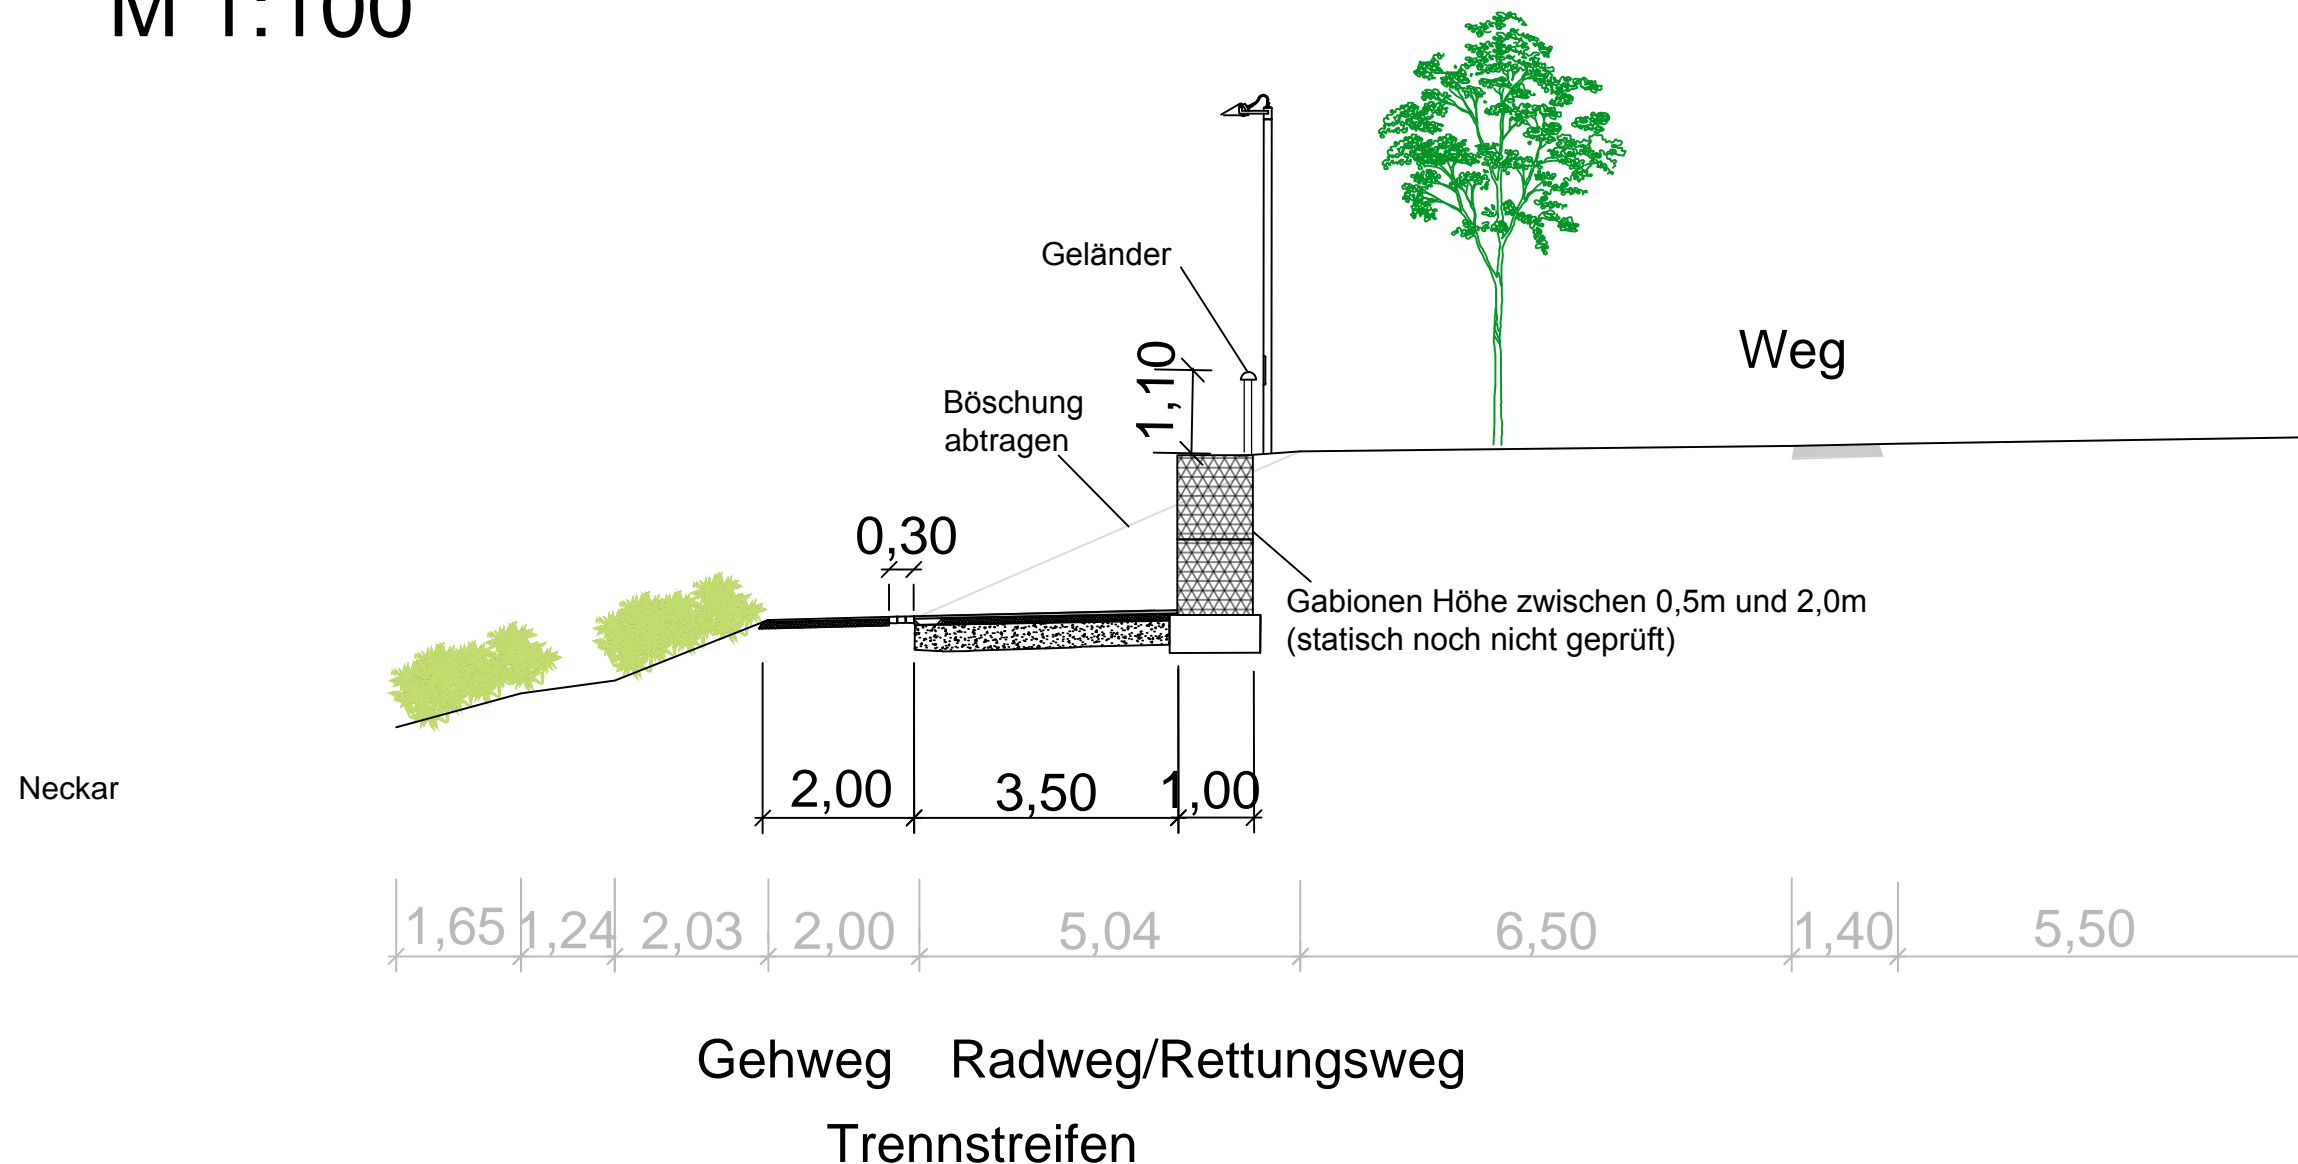 M 1:100
Geländer
Weg
1,10
Böschung
abtragen
0,30
Gabionen Höhe zwischen 0,5m und 2,0m
(statisch noch nicht geprüft)
Neckar
2,00 3,50 1,00
1,65 1,24 2,03 2,00 5,04 6,50 1,40 5,50
Gehweg Radweg/Rettungsweg
Trennstreifen